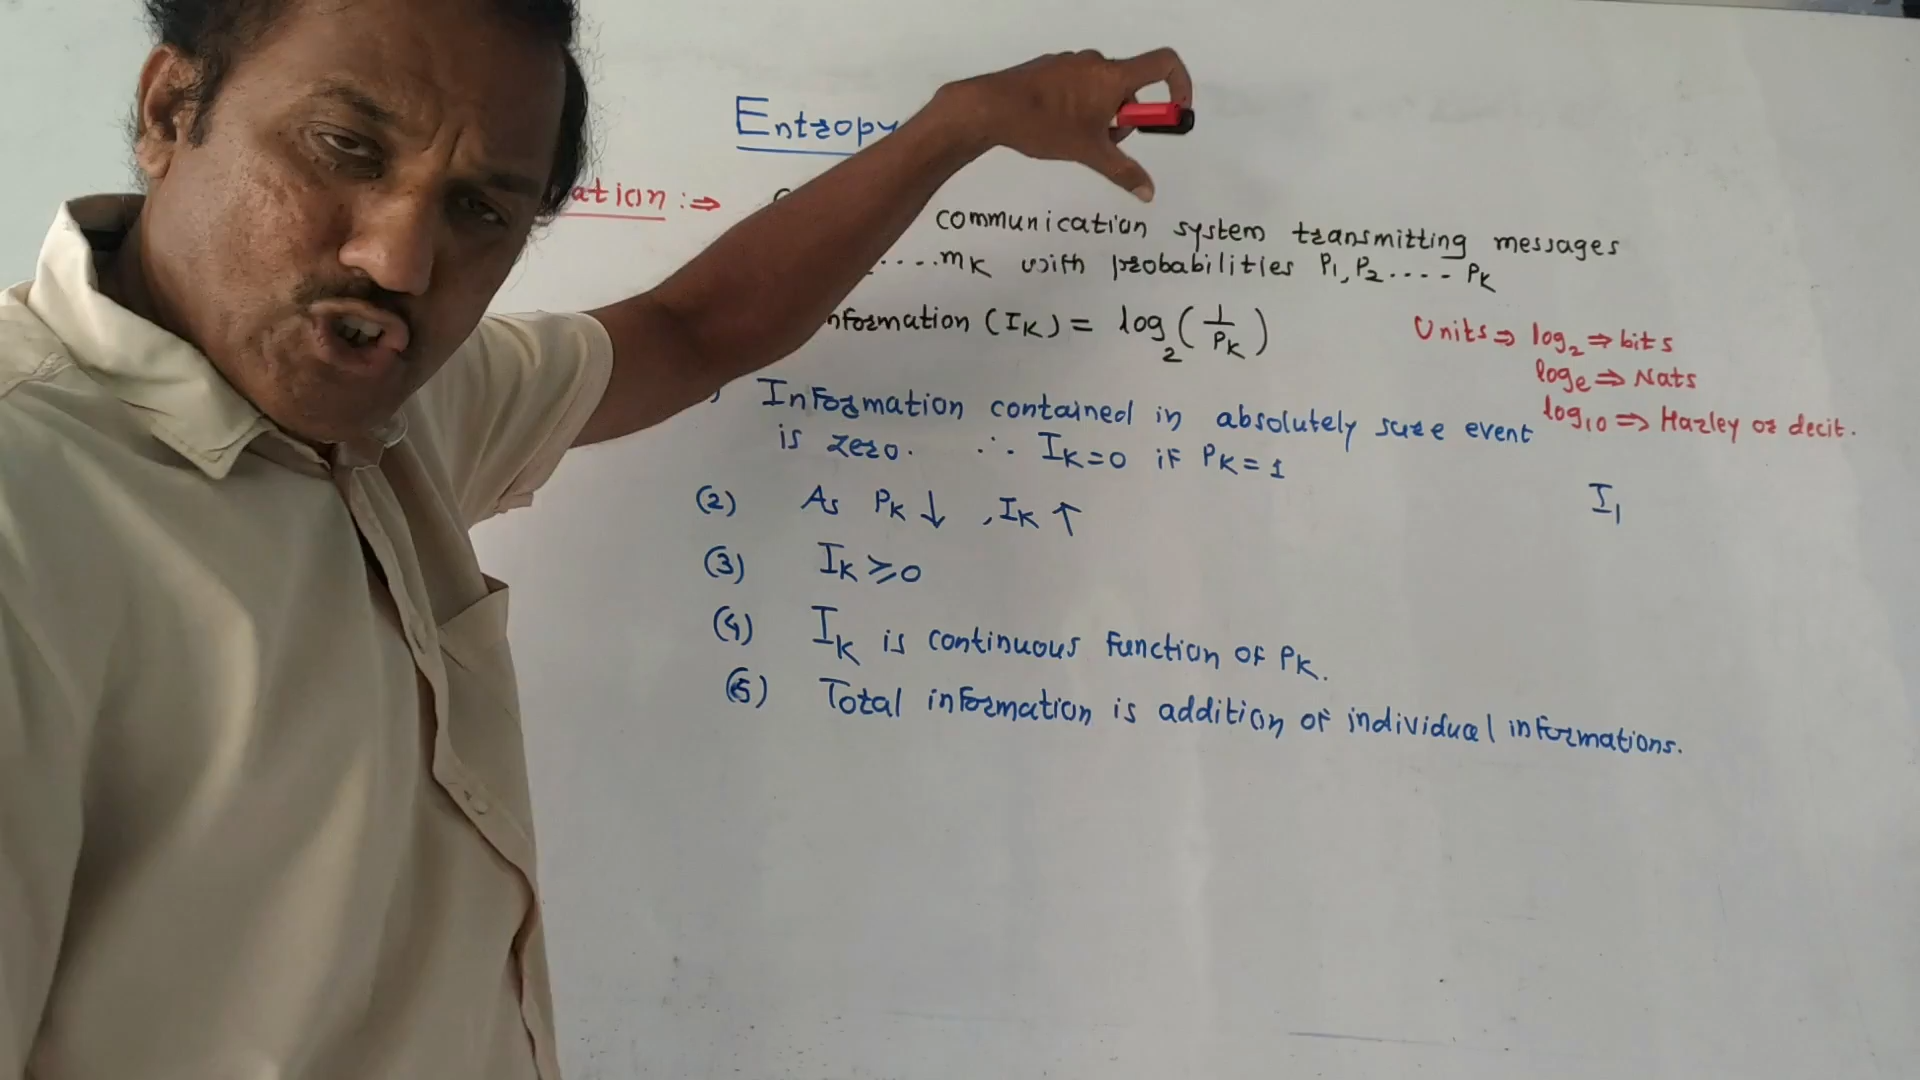 Entropy
ation :⇒
communication system transmitting messages
....mK with probabilities P1, P2 .... PK
nformation (IK) = log2 (1/PK)
Units ⇒ log2 ⇒ bits
loge ⇒ Nats
log10 ⇒ Harley or decit.
) Information contained in absolutely sure event
is zero. ∴ IK=0 if PK=1
I1
(2) As PK ↓ , IK ↑
(3) IK ≥ 0
(4) IK is continuous function of PK.
(5) Total information is addition of individual informations.